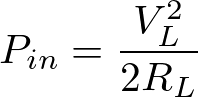 P_{in} = \frac{V_L^2}{2R_L}